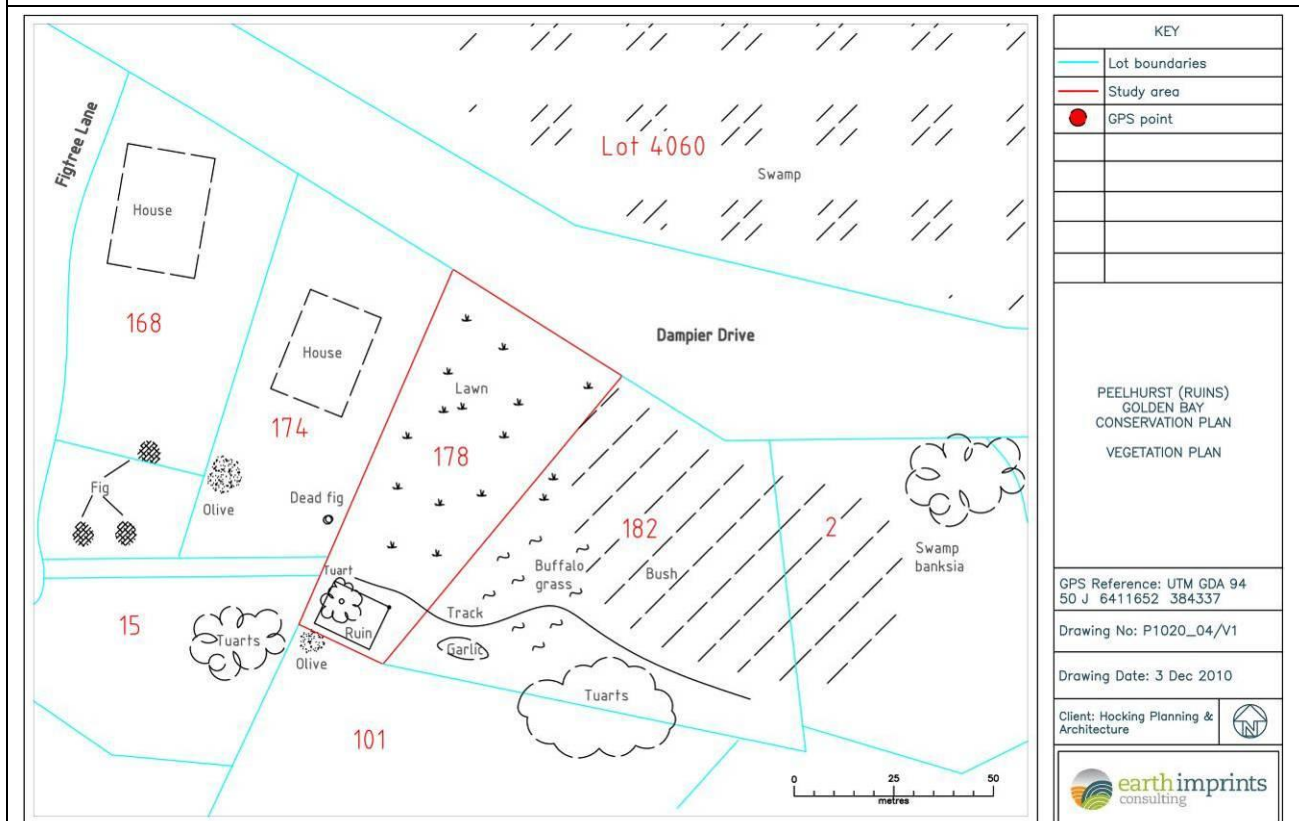 Figtree Lane
House
168
Fig
House
174
Olive
Dead fig
Lot 4060
Swamp
Dampier Drive
Lawn
178
182
2
Buffalo
grass
Bush
Swamp
banksia
Tuart
Ruin
Track
Garlic
15
Tuarts
Olive
Tuarts
101
0 25 50
metres
KEY
Lot boundaries
Study area
GPS point
PEELHURST (RUINS)
GOLDEN BAY
CONSERVATION PLAN
VEGETATION PLAN
GPS Reference: UTM GDA 94
50 J 6411652 384337
Drawing No: P1020_04/V1
Drawing Date: 3 Dec 2010
Client: Hocking Planning &
Architecture
N
earth imprints
consulting